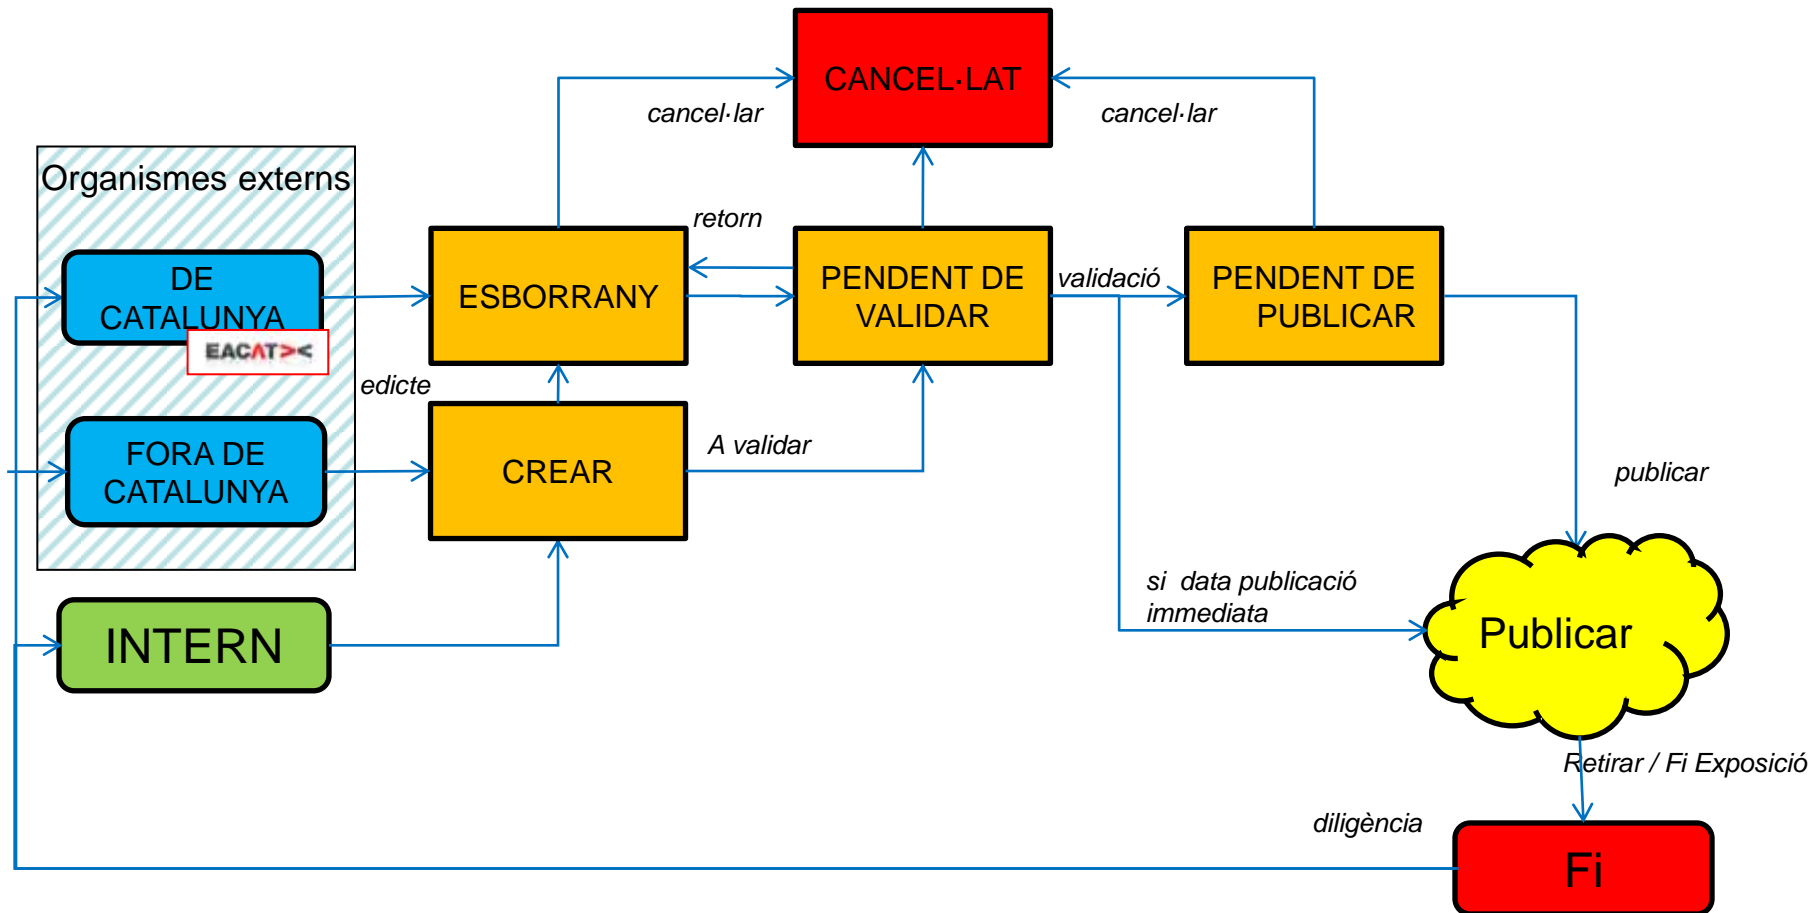 CANCEL·LAT
cancel·lar
cancel·lar
Organismes externs
DE
CATALUNYA
EACAT
retorn
ESBORRANY
PENDENT DE
VALIDAR
validació
PENDENT DE
PUBLICAR
edicte
FORA DE
CATALUNYA
CREAR
A validar
publicar
si  data publicació
immediata
INTERN
Publicar
Retirar / Fi Exposició
diligència
Fi